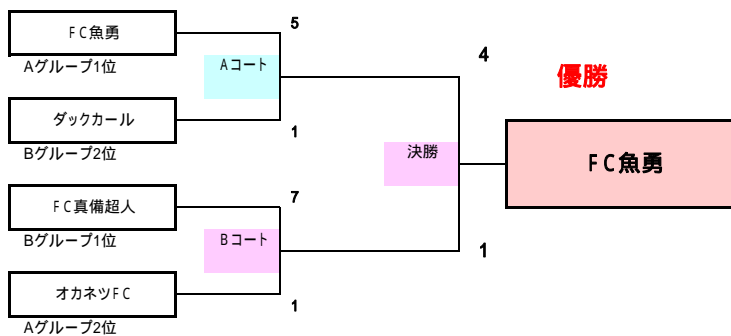 FC魚勇
5
Aグループ1位
Aコート
4
優勝
ダックカール
1
Bグループ2位
決勝
FC魚勇
FC真備超人
7
Bグループ1位
Bコート
1
オカネツFC
1
Aグループ2位